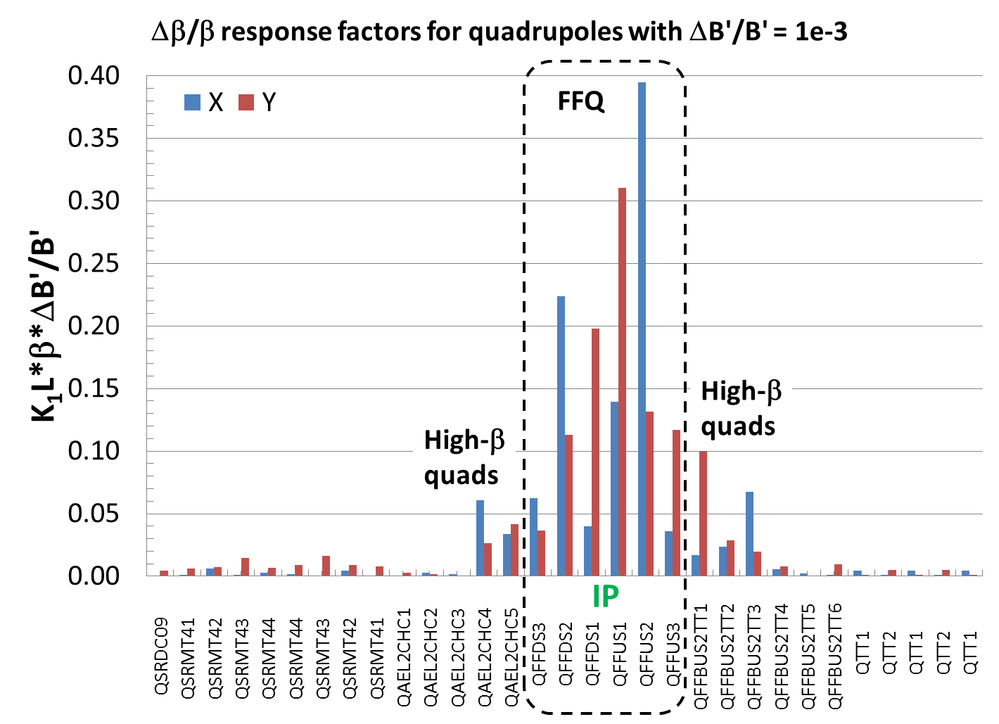 Δβ/β response factors for quadrupoles with ΔB'/B' = 1e-3
0.40
0.35
0.30
0.25
0.20
0.15
0.10
0.05
0.00
K₁L*β*ΔB'/B'
X Y
FFQ
High-β
quads
High-β
quads
IP
QSRDC09
QSRMT41
QSRMT42
QSRMT43
QSRMT44
QSRMT44
QSRMT43
QSRMT42
QSRMT41
QAEL2CHC1
QAEL2CHC2
QAEL2CHC3
QAEL2CHC4
QAEL2CHC5
QFFDS3
QFFDS2
QFFDS1
QFFUS1
QFFUS2
QFFUS3
QFFBUS2TT1
QFFBUS2TT2
QFFBUS2TT3
QFFBUS2TT4
QFFBUS2TT5
QFFBUS2TT6
QTT1
QTT2
QTT1
QTT2
QTT1